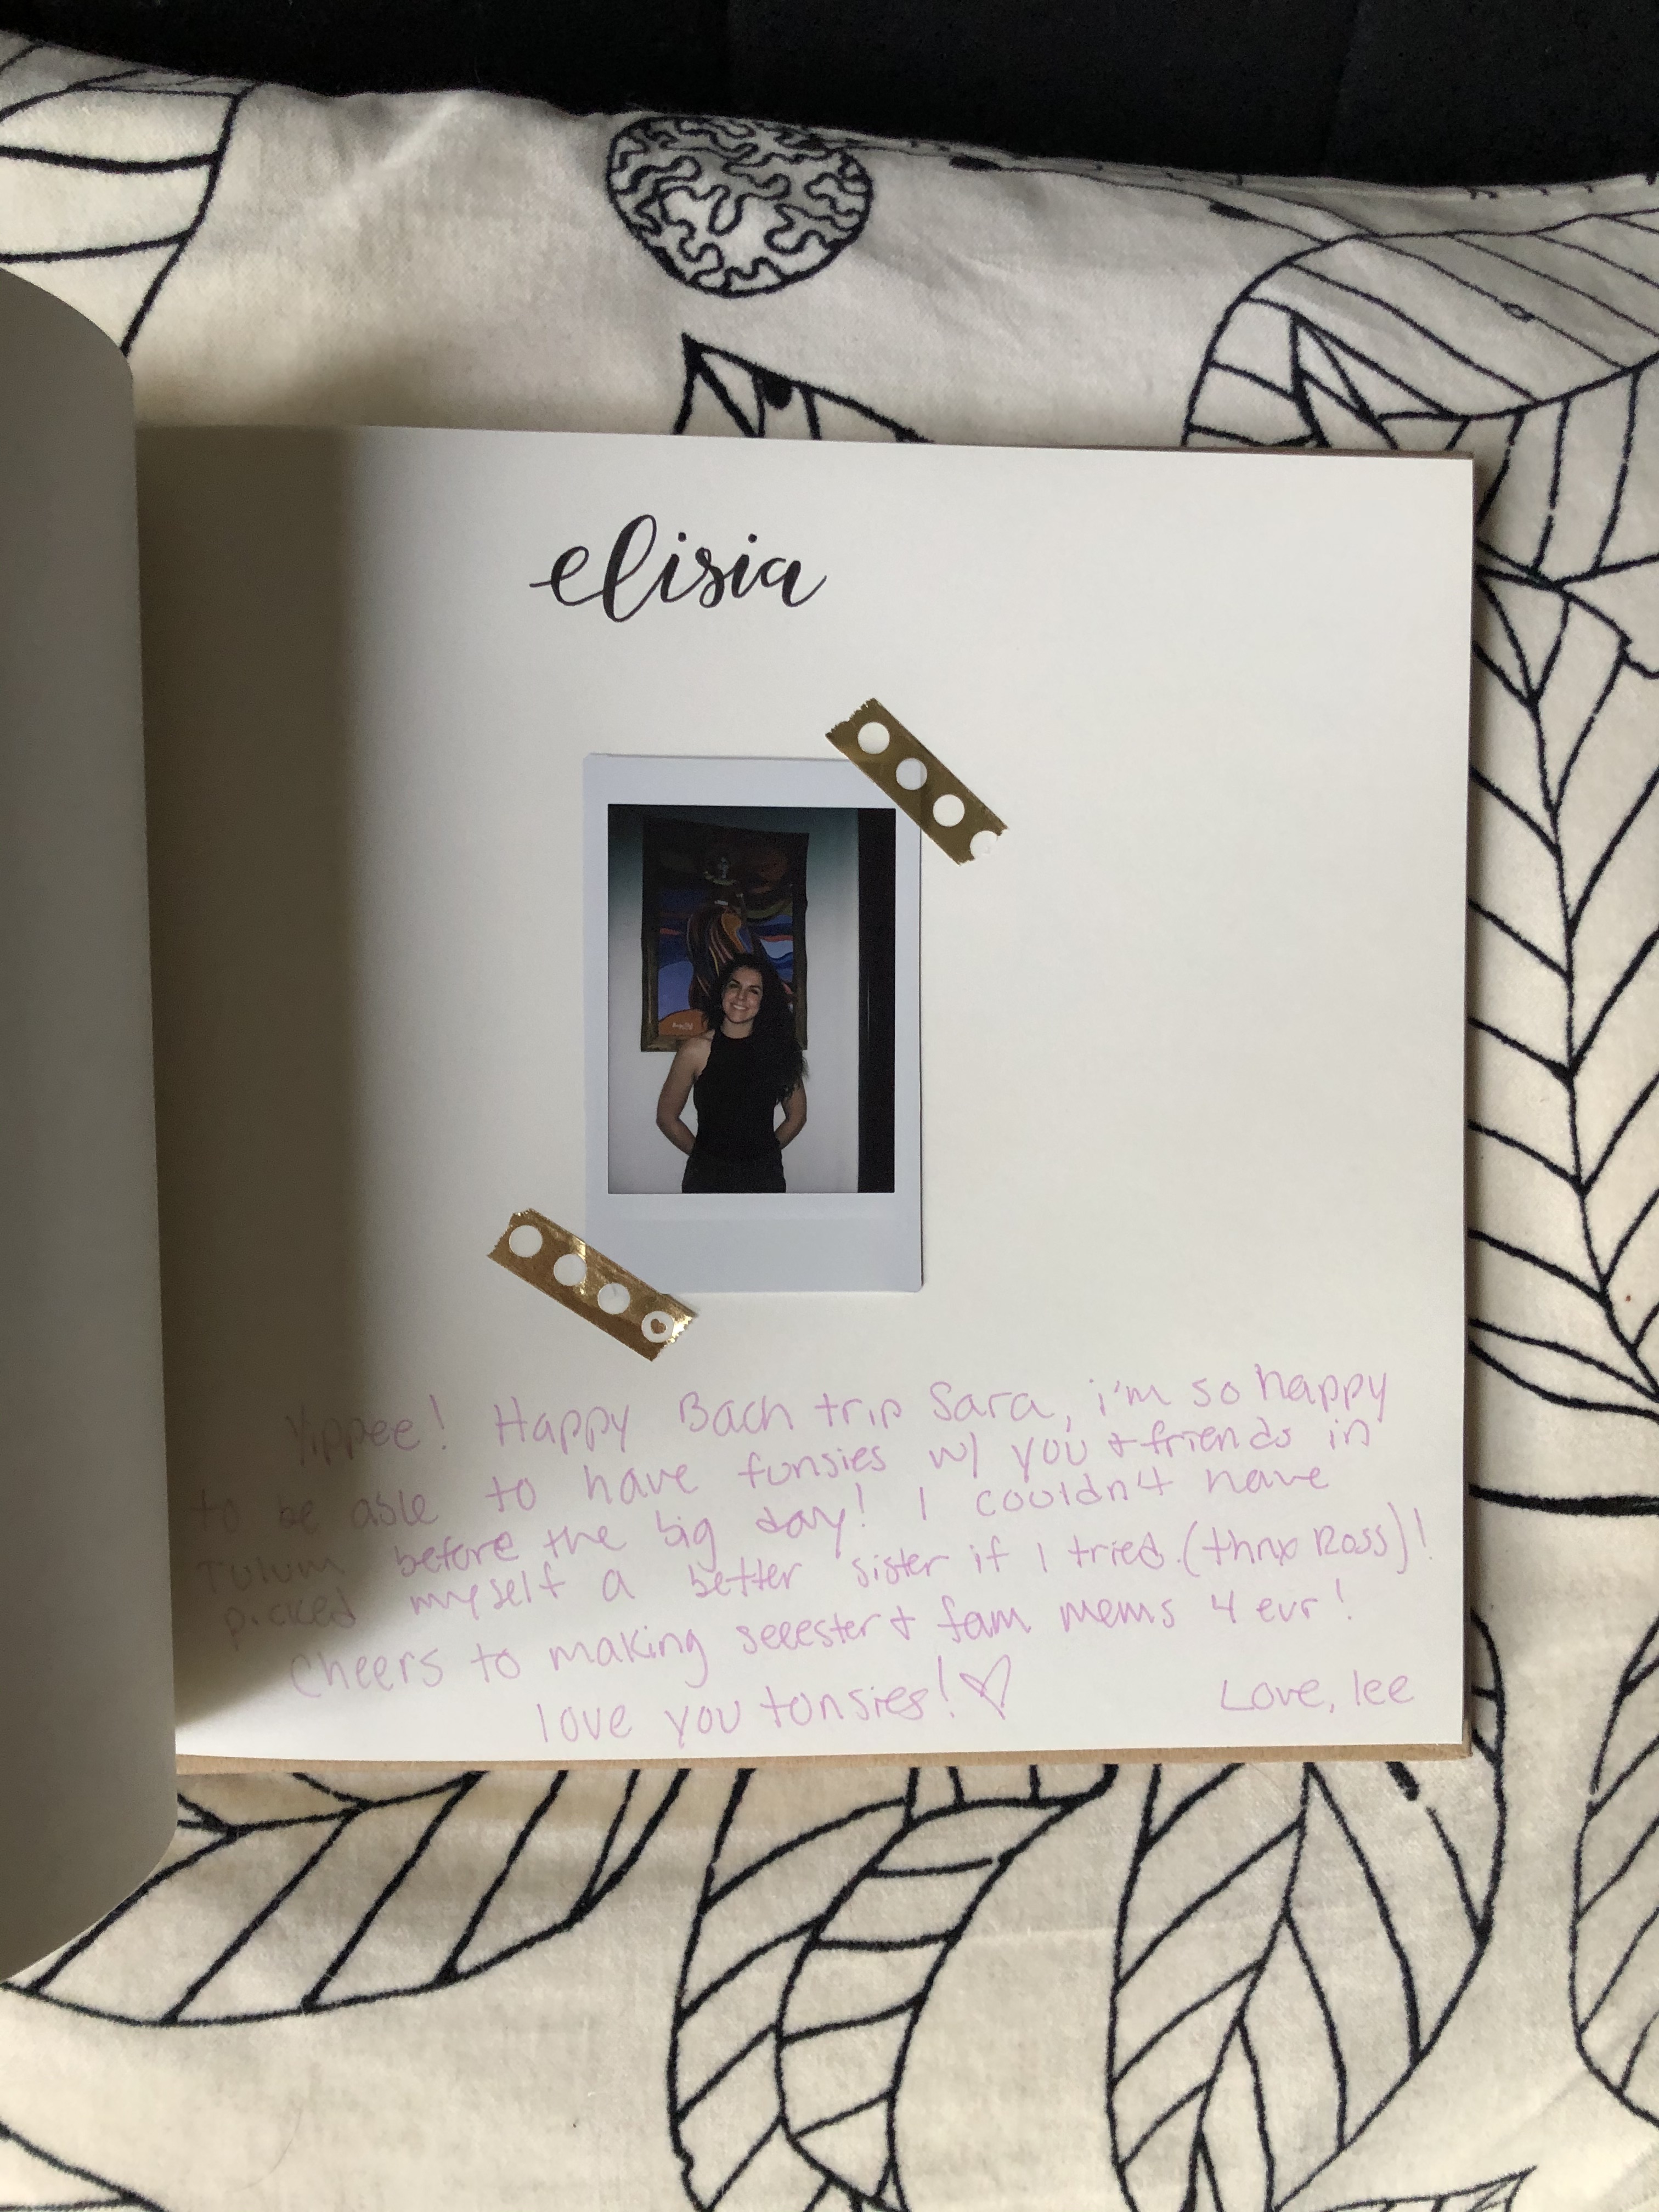 elisia
Yippee! Happy Bach trip Sara, i'm so happy
to be able to have funsies w/ you + friends in
Tulum before the big day! I couldn't have
picked myself a better sister if I tried (thnx Ross)!
Cheers to making seeester + fam mems 4 evr!
love you tonsies! ♡
Love, lee